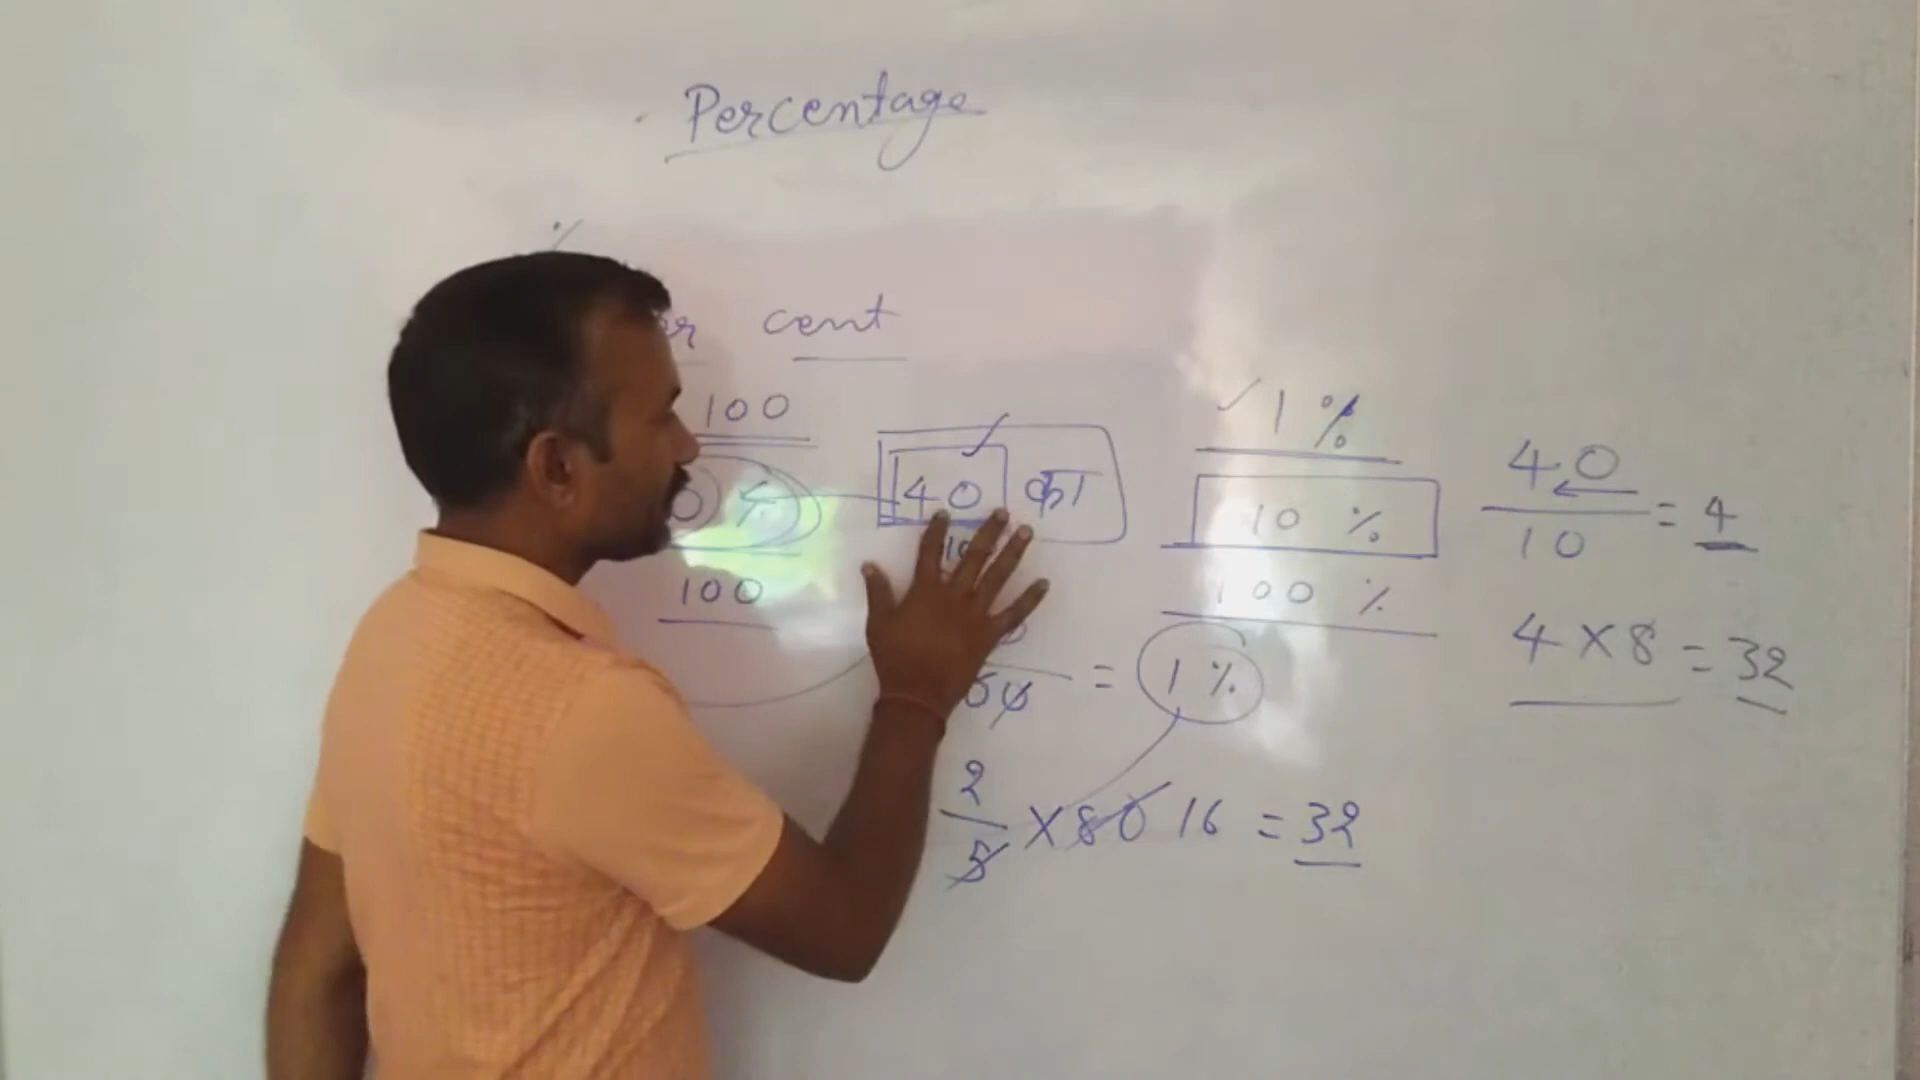 Percentage
%
cent
100
1 %
40 का
10 %
40
10
= 4
10
100
100 %
= 1 %
4 × 8 = 32
2
5
× 80 16 = 32